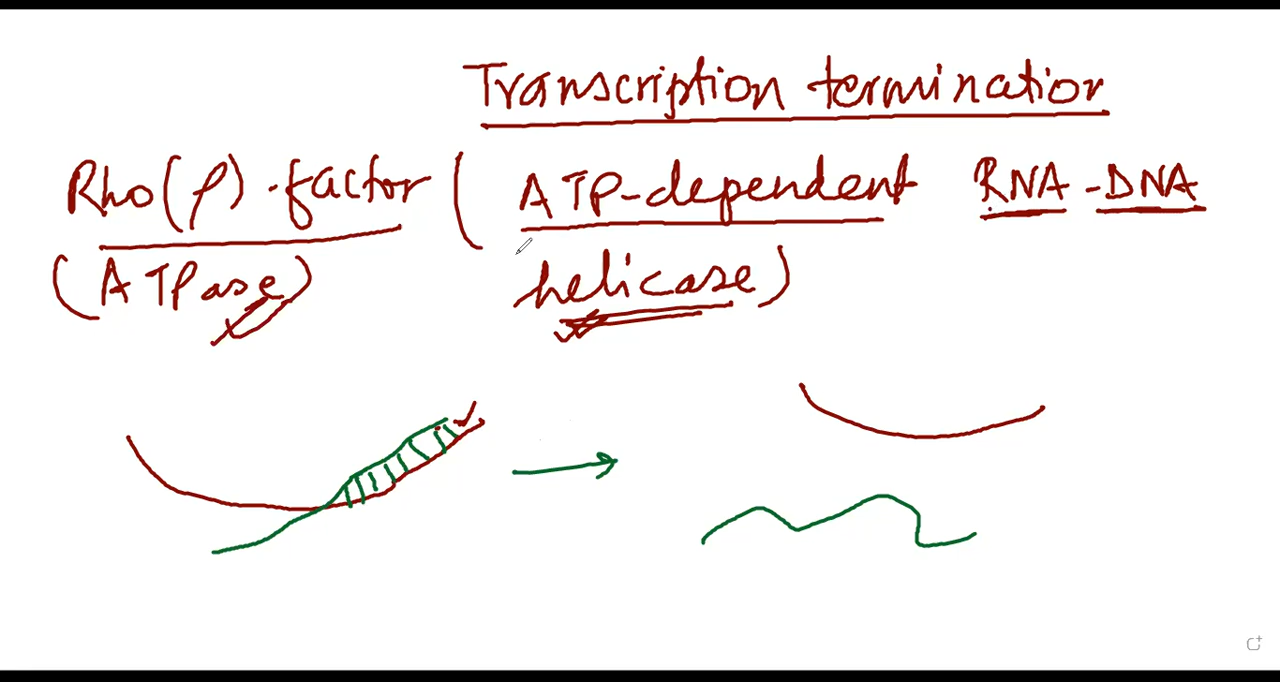 Transcription termination
Rho(ρ)-factor ( ATP-dependent RNA-DNA
(ATPase) helicase)